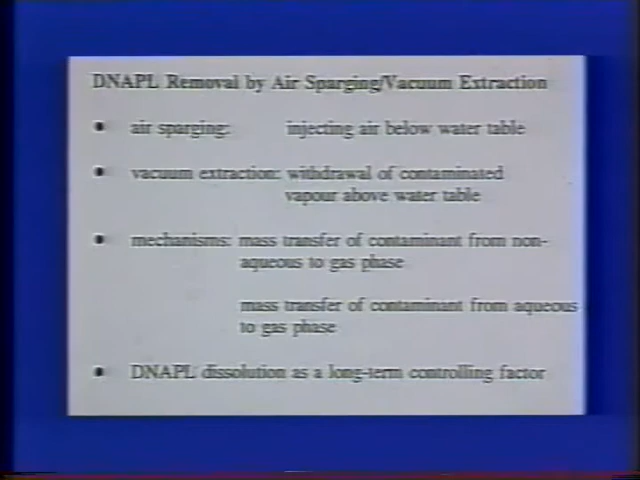 DNAPL Removal by Air Sparging/Vacuum Extraction
• air sparging: injecting air below water table
• vacuum extraction: withdrawal of contaminated
vapour above water table
• mechanisms: mass transfer of contaminant from non-
aqueous to gas phase
mass transfer of contaminant from aqueous
to gas phase
• DNAPL dissolution as a long-term controlling factor